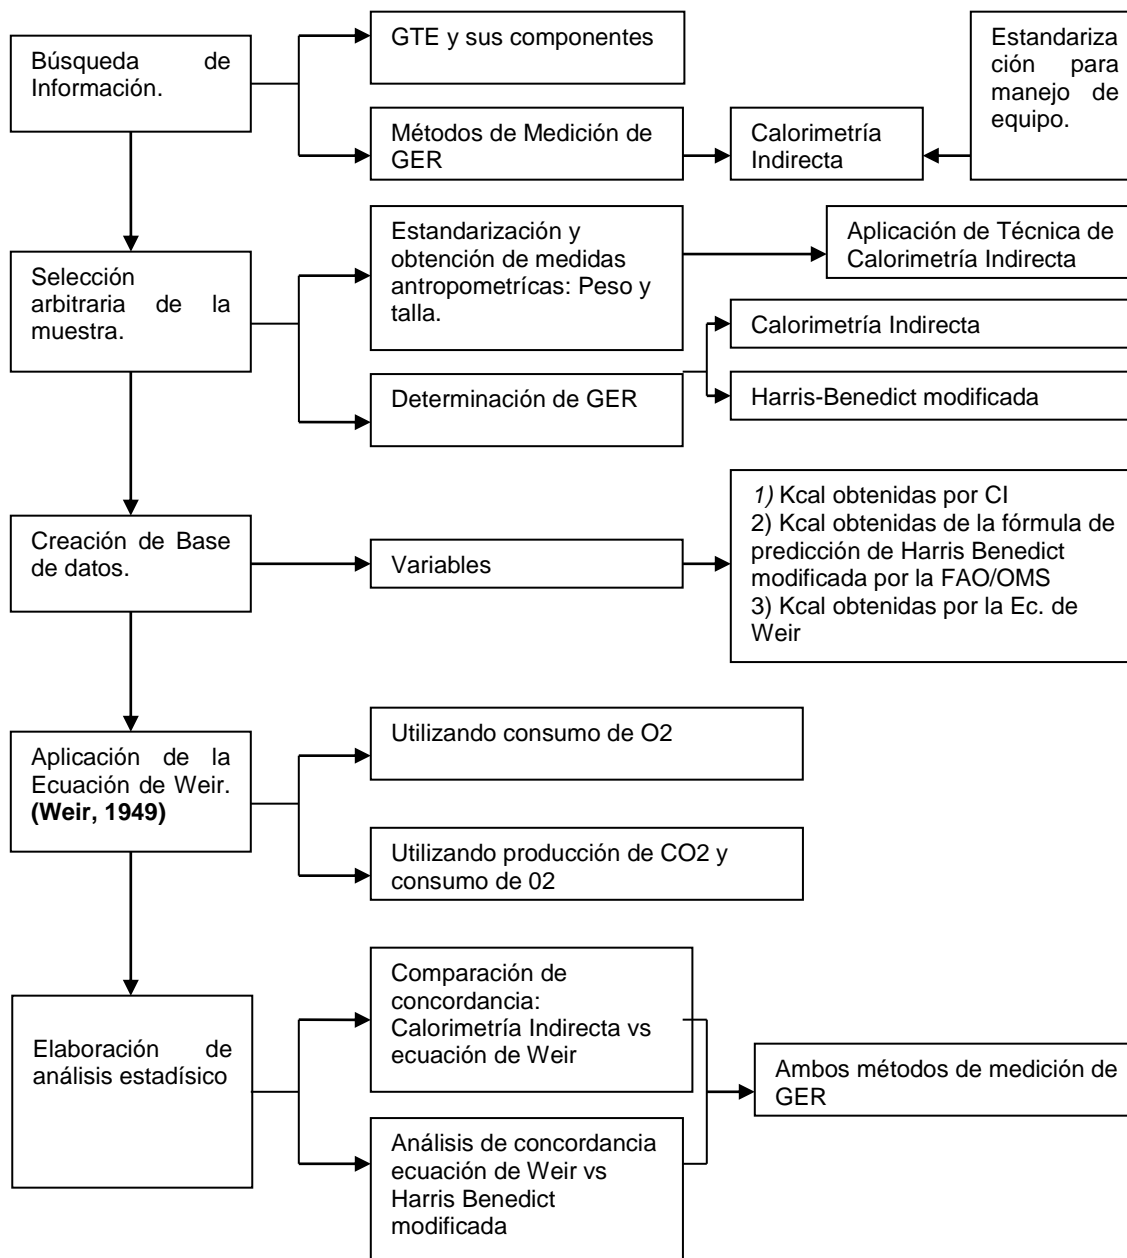 Búsqueda de
Información.
GTE y sus componentes
Métodos de Medición de
GER
Calorimetría
Indirecta
Estandariza
ción para
manejo de
equipo.
Selección
arbitraria de la
muestra.
Estandarización y
obtención de medidas
antropometrícas: Peso y
talla.
Aplicación de Técnica de
Calorimetría Indirecta
Determinación de GER
Calorimetría Indirecta
Harris-Benedict modificada
Creación de Base
de datos.
Variables
1) Kcal obtenidas por CI
2) Kcal obtenidas de la fórmula de
predicción de Harris Benedict
modificada por la FAO/OMS
3) Kcal obtenidas por la Ec. de
Weir
Aplicación de la
Ecuación de Weir.
(Weir, 1949)
Utilizando consumo de O2
Utilizando producción de CO2 y
consumo de 02
Elaboración de
análisis estadísico
Comparación de
concordancia:
Calorimetría Indirecta vs
ecuación de Weir
Análisis de concordancia
ecuación de Weir vs
Harris Benedict
modificada
Ambos métodos de medición de
GER